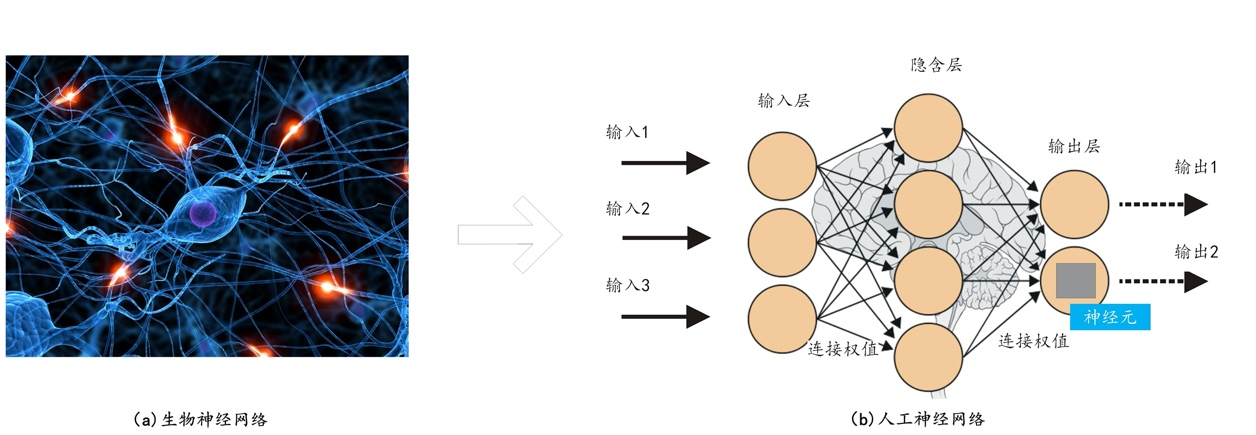 隐含层
输入层
输入1
输出层
输出1
输入2
输出2
输入3
神经元
连接权值
连接权值
(a)生物神经网络
(b)人工神经网络